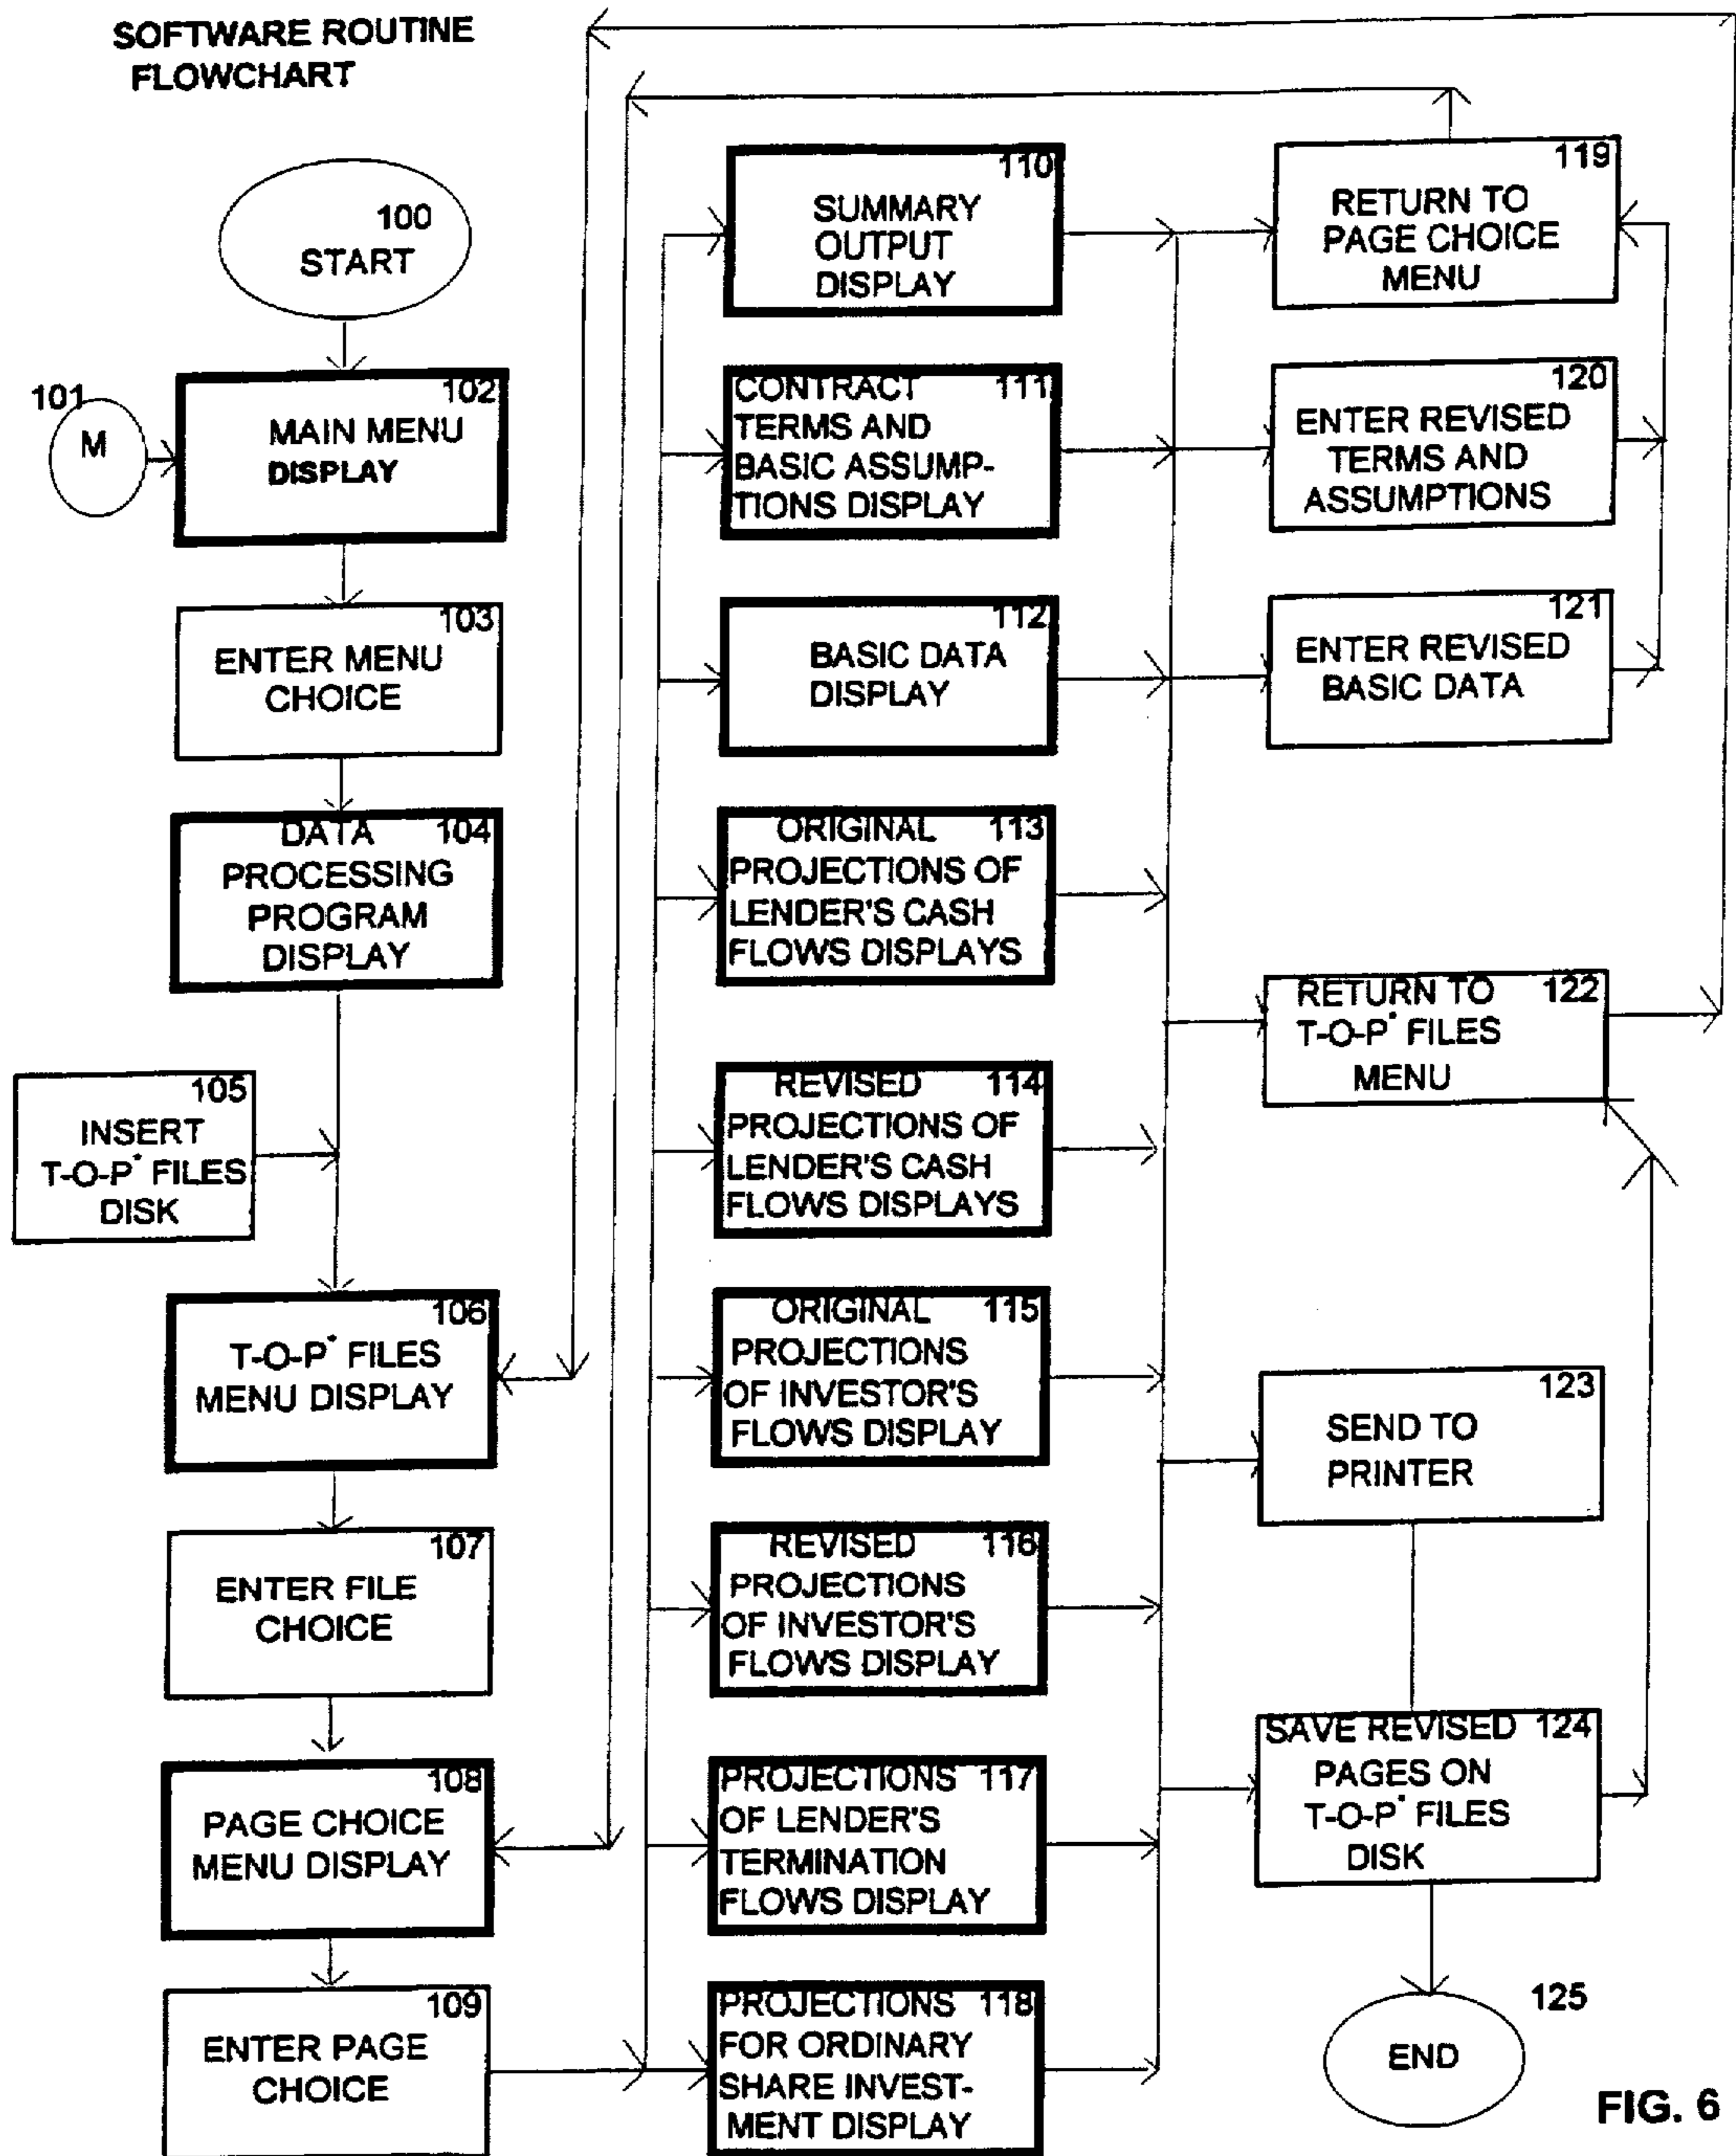 SOFTWARE ROUTINE
FLOWCHART
100
START
101
M
102
MAIN MENU
DISPLAY
103
ENTER MENU
CHOICE
104
DATA
PROCESSING
PROGRAM
DISPLAY
105
INSERT
T-O-P* FILES
DISK
106
T-O-P* FILES
MENU DISPLAY
107
ENTER FILE
CHOICE
108
PAGE CHOICE
MENU DISPLAY
109
ENTER PAGE
CHOICE
110
SUMMARY
OUTPUT
DISPLAY
CONTRACT 111
TERMS AND
BASIC ASSUMP-
TIONS DISPLAY
112
BASIC DATA
DISPLAY
ORIGINAL 113
PROJECTIONS OF
LENDER'S CASH
FLOWS DISPLAYS
REVISED 114
PROJECTIONS OF
LENDER'S CASH
FLOWS DISPLAYS
ORIGINAL 115
PROJECTIONS
OF INVESTOR'S
FLOWS DISPLAY
REVISED 116
PROJECTIONS
OF INVESTOR'S
FLOWS DISPLAY
PROJECTIONS 117
OF LENDER'S
TERMINATION
FLOWS DISPLAY
PROJECTIONS 118
FOR ORDINARY
SHARE INVEST-
MENT DISPLAY
119
RETURN TO
PAGE CHOICE
MENU
120
ENTER REVISED
TERMS AND
ASSUMPTIONS
121
ENTER REVISED
BASIC DATA
RETURN TO 122
T-O-P* FILES
MENU
123
SEND TO
PRINTER
SAVE REVISED 124
PAGES ON
T-O-P* FILES
DISK
125
END
FIG. 6